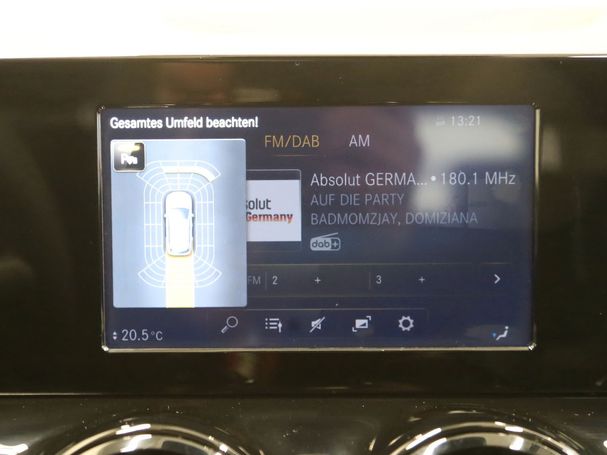 Gesamtes Umfeld beachten!
13:21
FM/DAB AM
Absolut GERMA... • 180.1 MHz
AUF DIE PARTY
BADMOMZJAY, DOMIZIANA
solut
Germany
dab+
FM 2 + 3 +
20.5°C